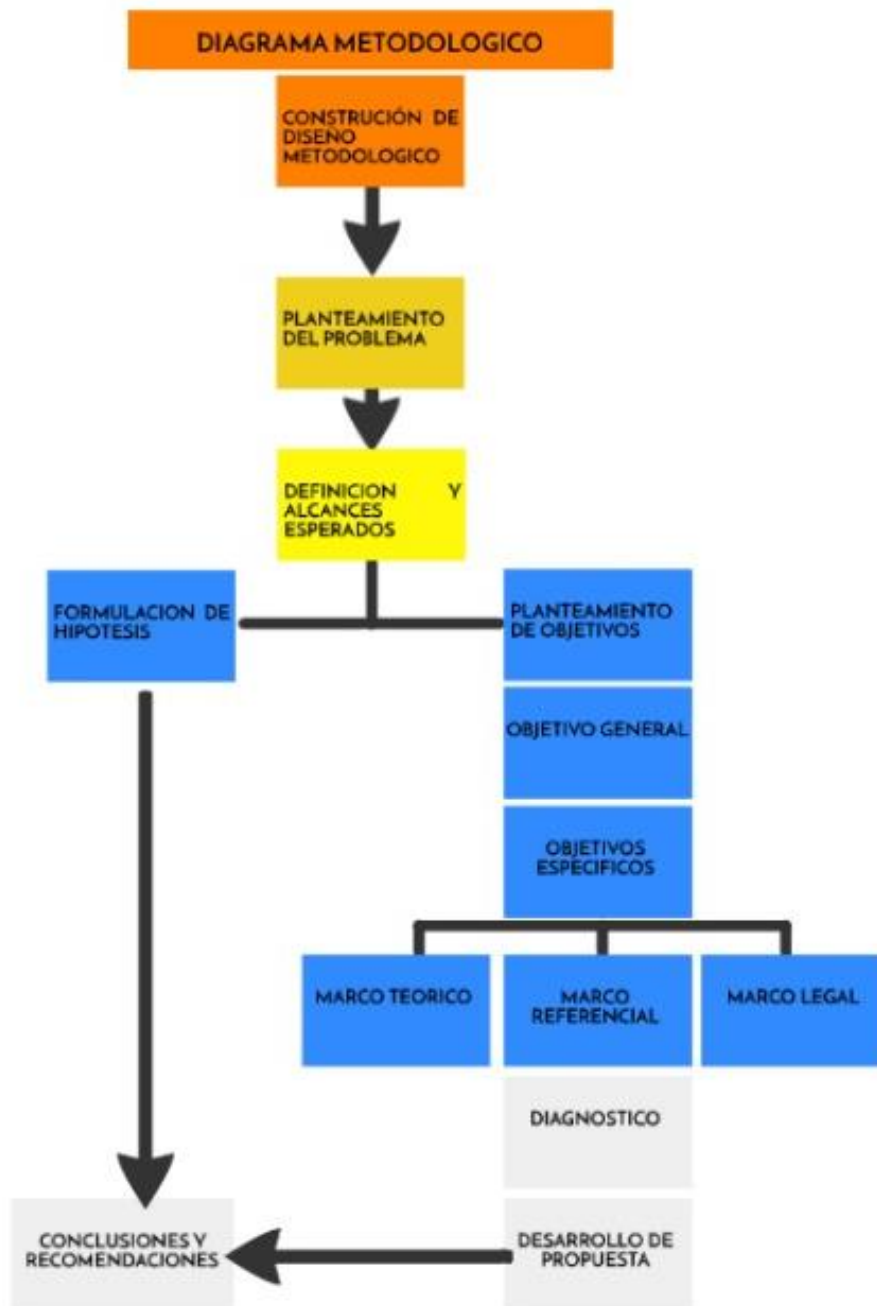 DIAGRAMA METODOLOGICO
CONSTRUCIÓN DE
DISEÑO
METODOLOGICO
PLANTEAMIENTO
DEL PROBLEMA
DEFINICION Y
ALCANCES
ESPERADOS
FORMULACION DE
HIPOTESIS
PLANTEAMIENTO
DE OBJETIVOS
OBJETIVO GENERAL
OBJETIVOS
ESPECIFICOS
MARCO TEORICO
MARCO
REFERENCIAL
MARCO LEGAL
DIAGNOSTICO
CONCLUSIONES Y
RECOMENDACIONES
DESARROLLO DE
PROPUESTA